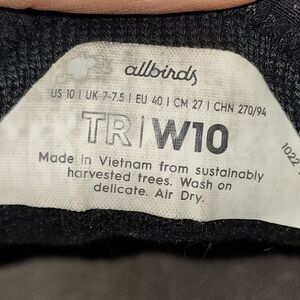 allbirds
US 10 | UK 7-7.5 | EU 40 | CM 27 | CHN 270/94
TR | W10
Made in Vietnam from sustainably
harvested trees. Wash on
delicate. Air Dry.
1022